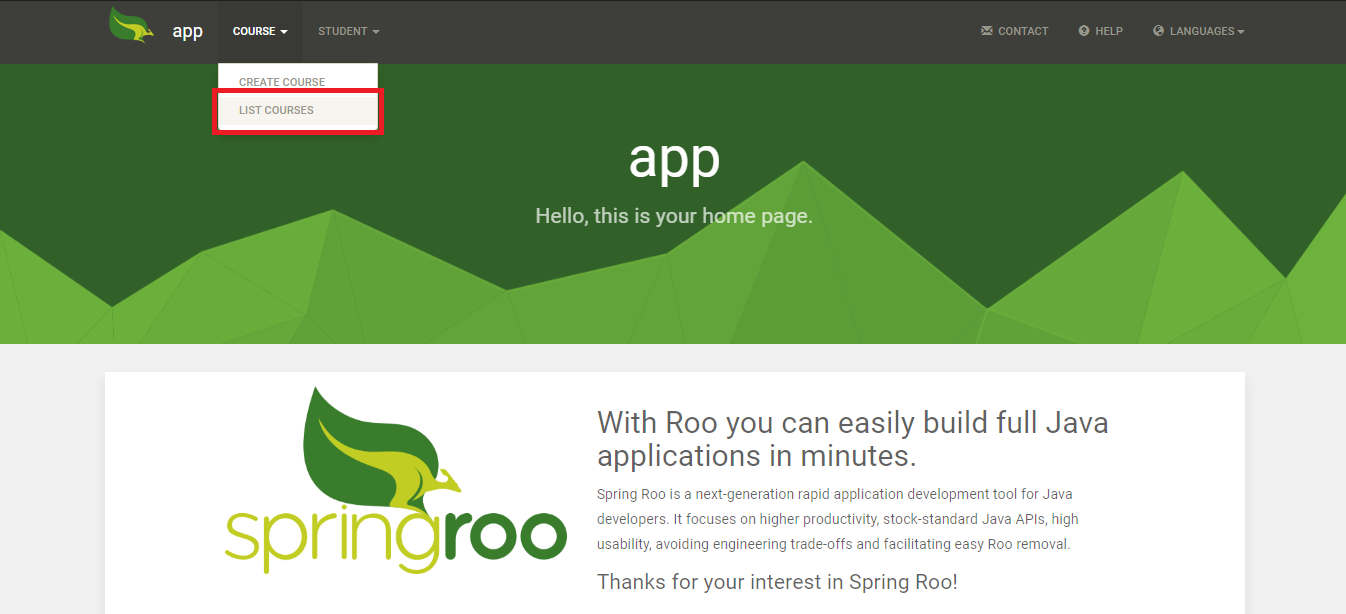 app
COURSE
STUDENT
CONTACT
HELP
LANGUAGES
CREATE COURSE
LIST COURSES
app
Hello, this is your home page.
springroo
With Roo you can easily build full Java
applications in minutes.
Spring Roo is a next-generation rapid application development tool for Java
developers. It focuses on higher productivity, stock-standard Java APIs, high
usability, avoiding engineering trade-offs and facilitating easy Roo removal.
Thanks for your interest in Spring Roo!